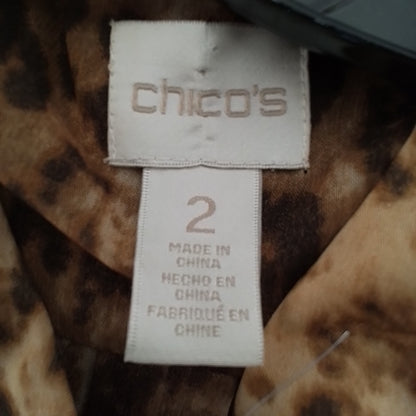 chico's
2
MADE IN
CHINA
HECHO EN
CHINA
FABRIQUÉ EN
CHINE